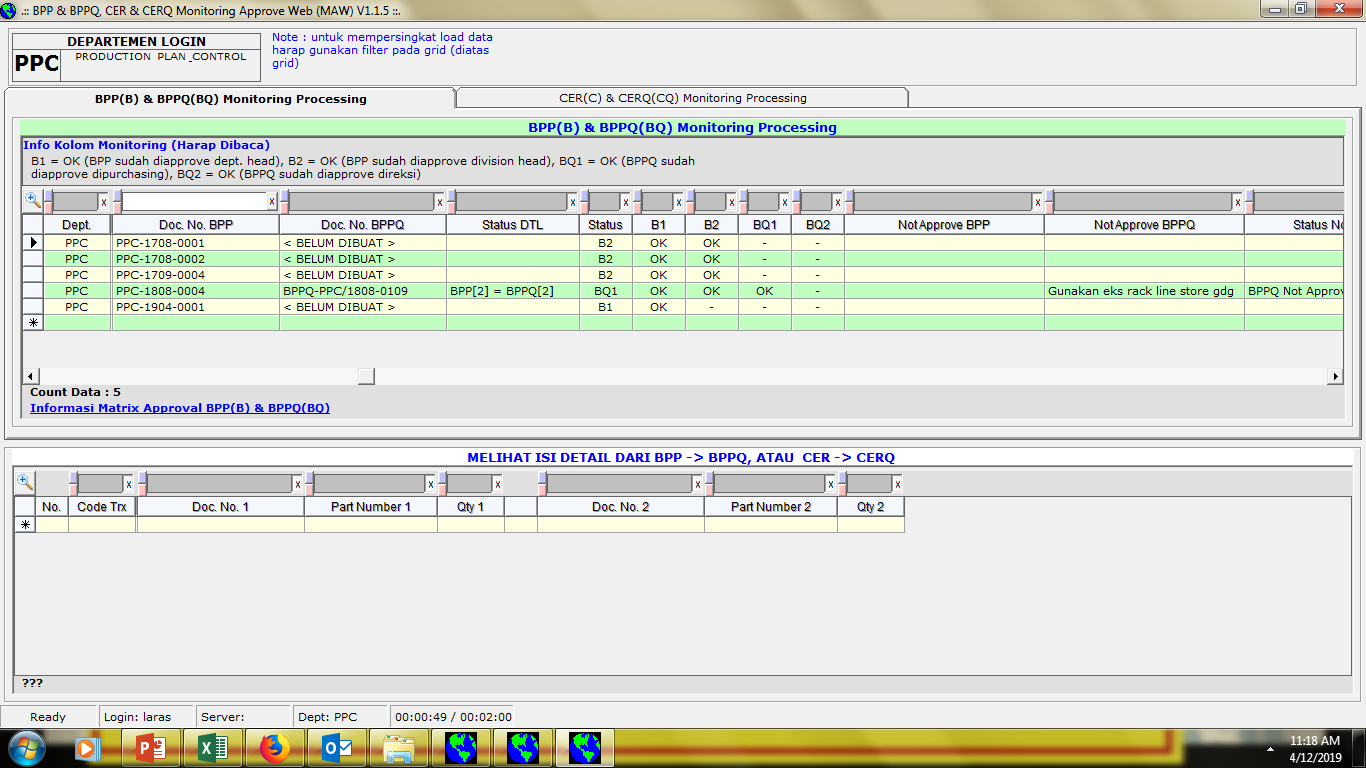 .:: BPP & BPPQ, CER & CERQ Monitoring Approve Web (MAW) V1.1.5 ::.
DEPARTEMEN LOGIN
PPC
PRODUCTION PLAN _CONTROL
Note : untuk mempersingkat load data
harap gunakan filter pada grid (diatas
grid)
BPP(B) & BPPQ(BQ) Monitoring Processing
CER(C) & CERQ(CQ) Monitoring Processing
BPP(B) & BPPQ(BQ) Monitoring Processing
Info Kolom Monitoring (Harap Dibaca)
B1 = OK (BPP sudah diapprove dept. head), B2 = OK (BPP sudah diapprove division head), BQ1 = OK (BPPQ sudah
diapprove dipurchasing), BQ2 = OK (BPPQ sudah diapprove direksi)
x x x x x x x x x x x
Dept. Doc. No. BPP Doc. No. BPPQ Status DTL Status B1 B2 BQ1 BQ2 Not Approve BPP Not Approve BPPQ Status No
PPC PPC-1708-0001 < BELUM DIBUAT > B2 OK OK - -
PPC PPC-1708-0002 < BELUM DIBUAT > B2 OK OK - -
PPC PPC-1709-0004 < BELUM DIBUAT > B2 OK OK - -
PPC PPC-1808-0004 BPPQ-PPC/1808-0109 BPP[2] = BPPQ[2] BQ1 OK OK OK - Gunakan eks rack line store gdg BPPQ Not Approv
PPC PPC-1904-0001 < BELUM DIBUAT > B1 OK - - -
Count Data : 5
Informasi Matrix Approval BPP(B) & BPPQ(BQ)
MELIHAT ISI DETAIL DARI BPP -> BPPQ, ATAU CER -> CERQ
x x x x x x x
No. Code Trx Doc. No. 1 Part Number 1 Qty 1 Doc. No. 2 Part Number 2 Qty 2
???
Ready Login: laras Server: Dept: PPC 00:00:49 / 00:02:00
11:18 AM
4/12/2019